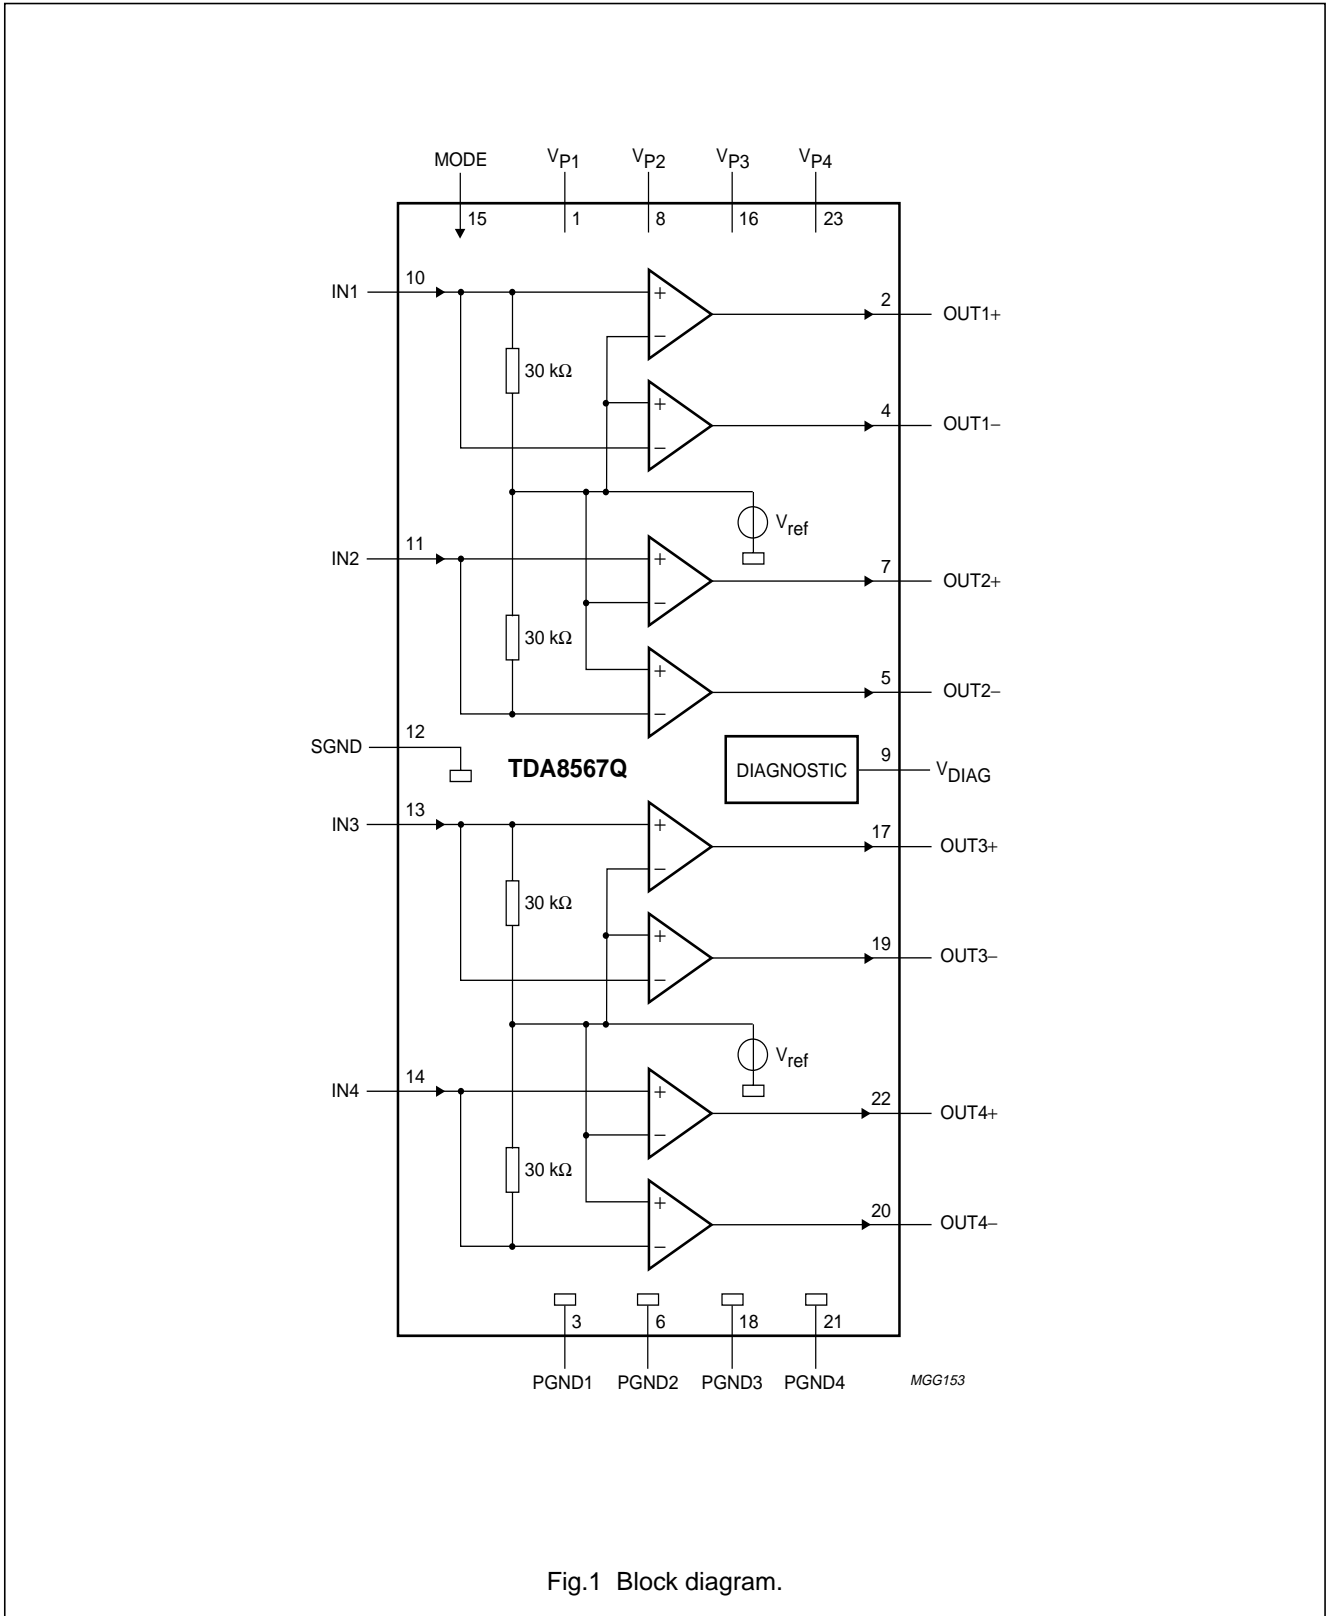 MODE VP1 VP2 VP3 VP4
15 1 8 16 23
IN1 10
+
2 OUT1+
−
30 kΩ
+
4 OUT1−
−
Vref
IN2 11
+
7 OUT2+
−
30 kΩ
+
5 OUT2−
−
SGND 12
TDA8567Q
DIAGNOSTIC 9 VDIAG
IN3 13
+
17 OUT3+
−
30 kΩ
+
19 OUT3−
−
Vref
IN4 14
+
22 OUT4+
−
30 kΩ
+
20 OUT4−
−
3 6 18 21
PGND1 PGND2 PGND3 PGND4
MGG153
Fig.1 Block diagram.